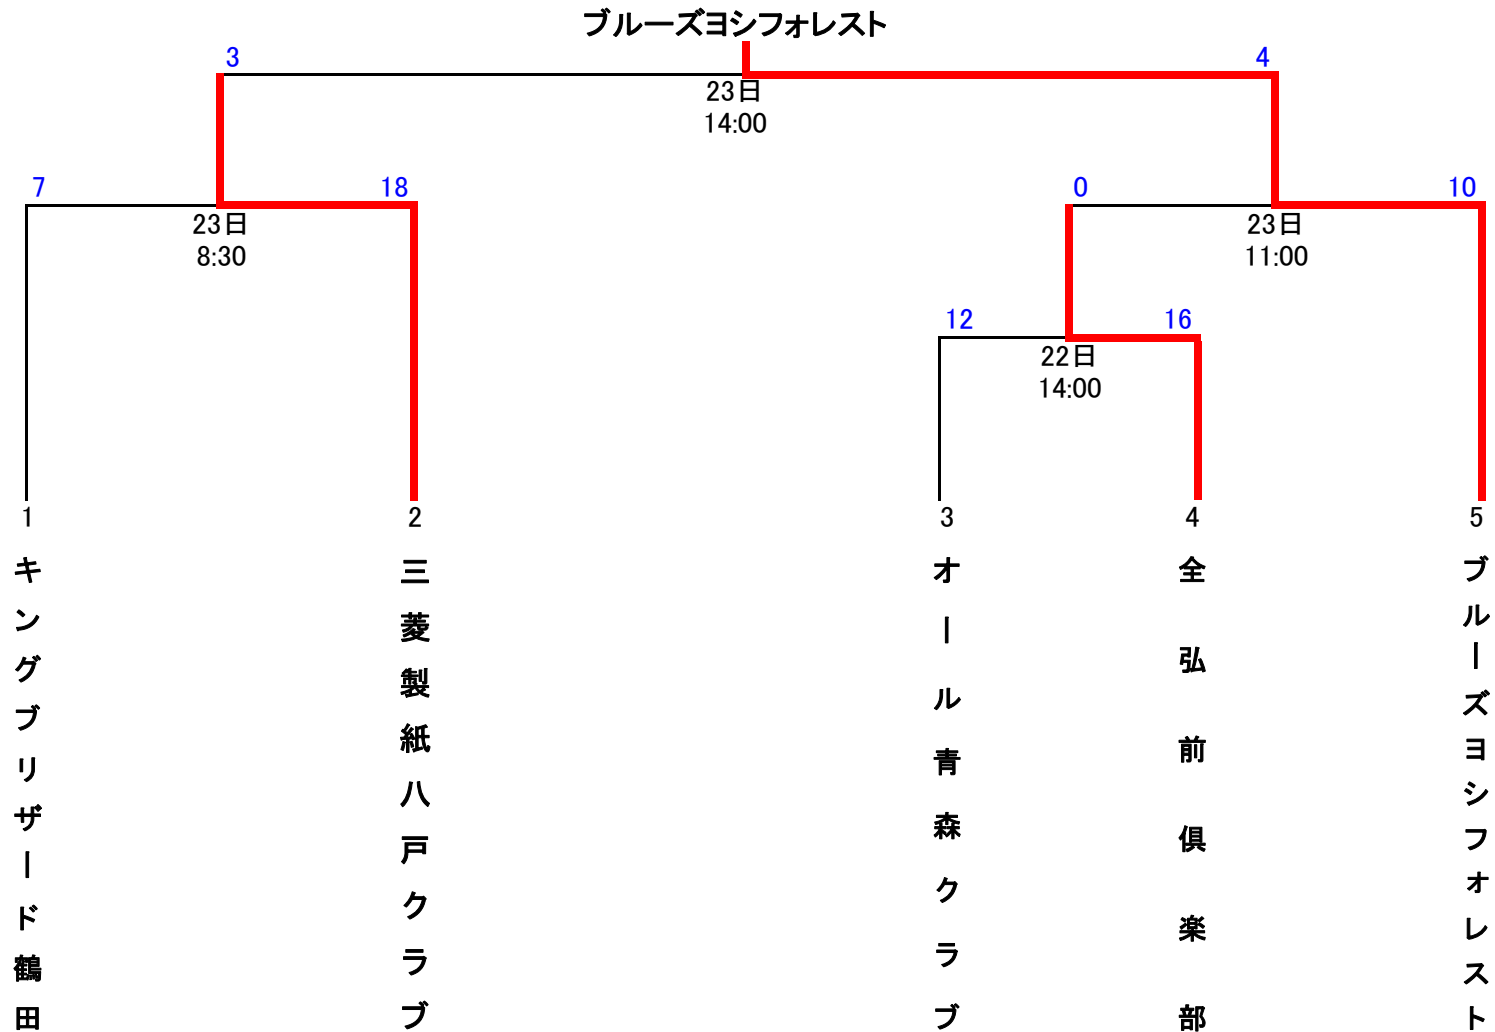 ブルーズヨシフォレスト
3
4
23日
14:00
7
18
0
10
23日
8:30
23日
11:00
12
16
22日
14:00
1
2
3
4
5
キングブリザード鶴田
三菱製紙八戸クラブ
オール青森クラブ
全弘前倶楽部
ブルーズヨシフォレスト